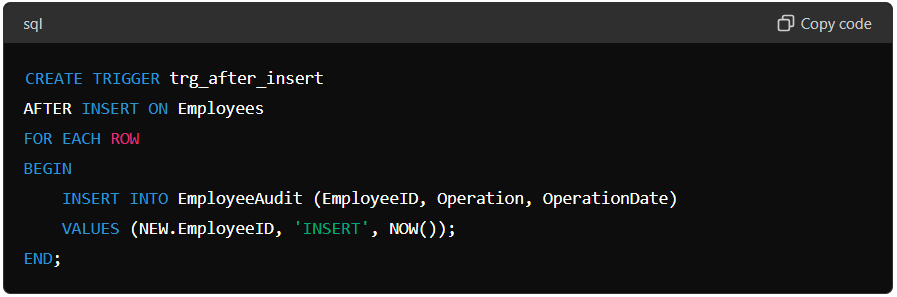 sql Copy code
CREATE TRIGGER trg_after_insert
AFTER INSERT ON Employees
FOR EACH ROW
BEGIN
    INSERT INTO EmployeeAudit (EmployeeID, Operation, OperationDate)
    VALUES (NEW.EmployeeID, 'INSERT', NOW());
END;